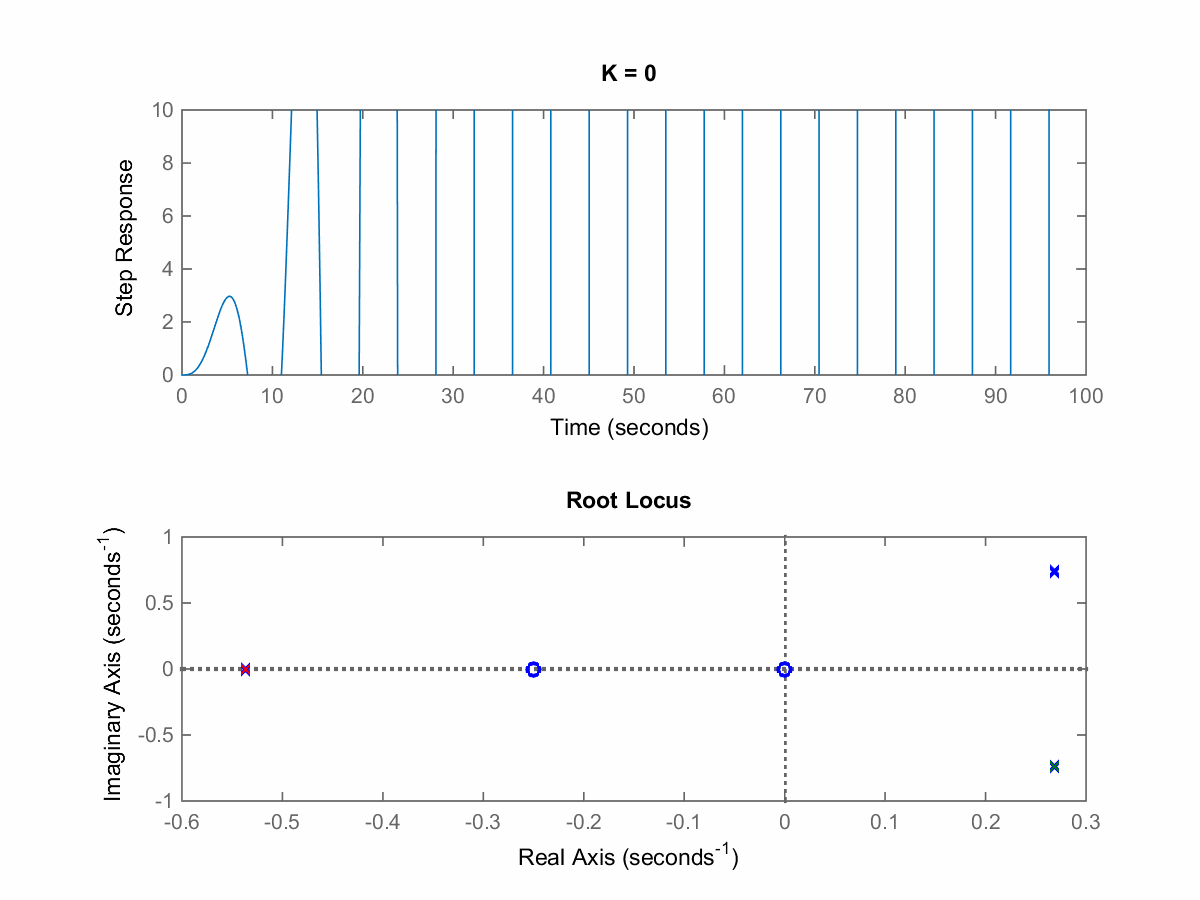 K = 0
Step Response
10
8
6
4
2
0
0 10 20 30 40 50 60 70 80 90 100
Time (seconds)
Root Locus
Imaginary Axis (seconds⁻¹)
1
0.5
0
-0.5
-1
-0.6 -0.5 -0.4 -0.3 -0.2 -0.1 0 0.1 0.2 0.3
Real Axis (seconds⁻¹)